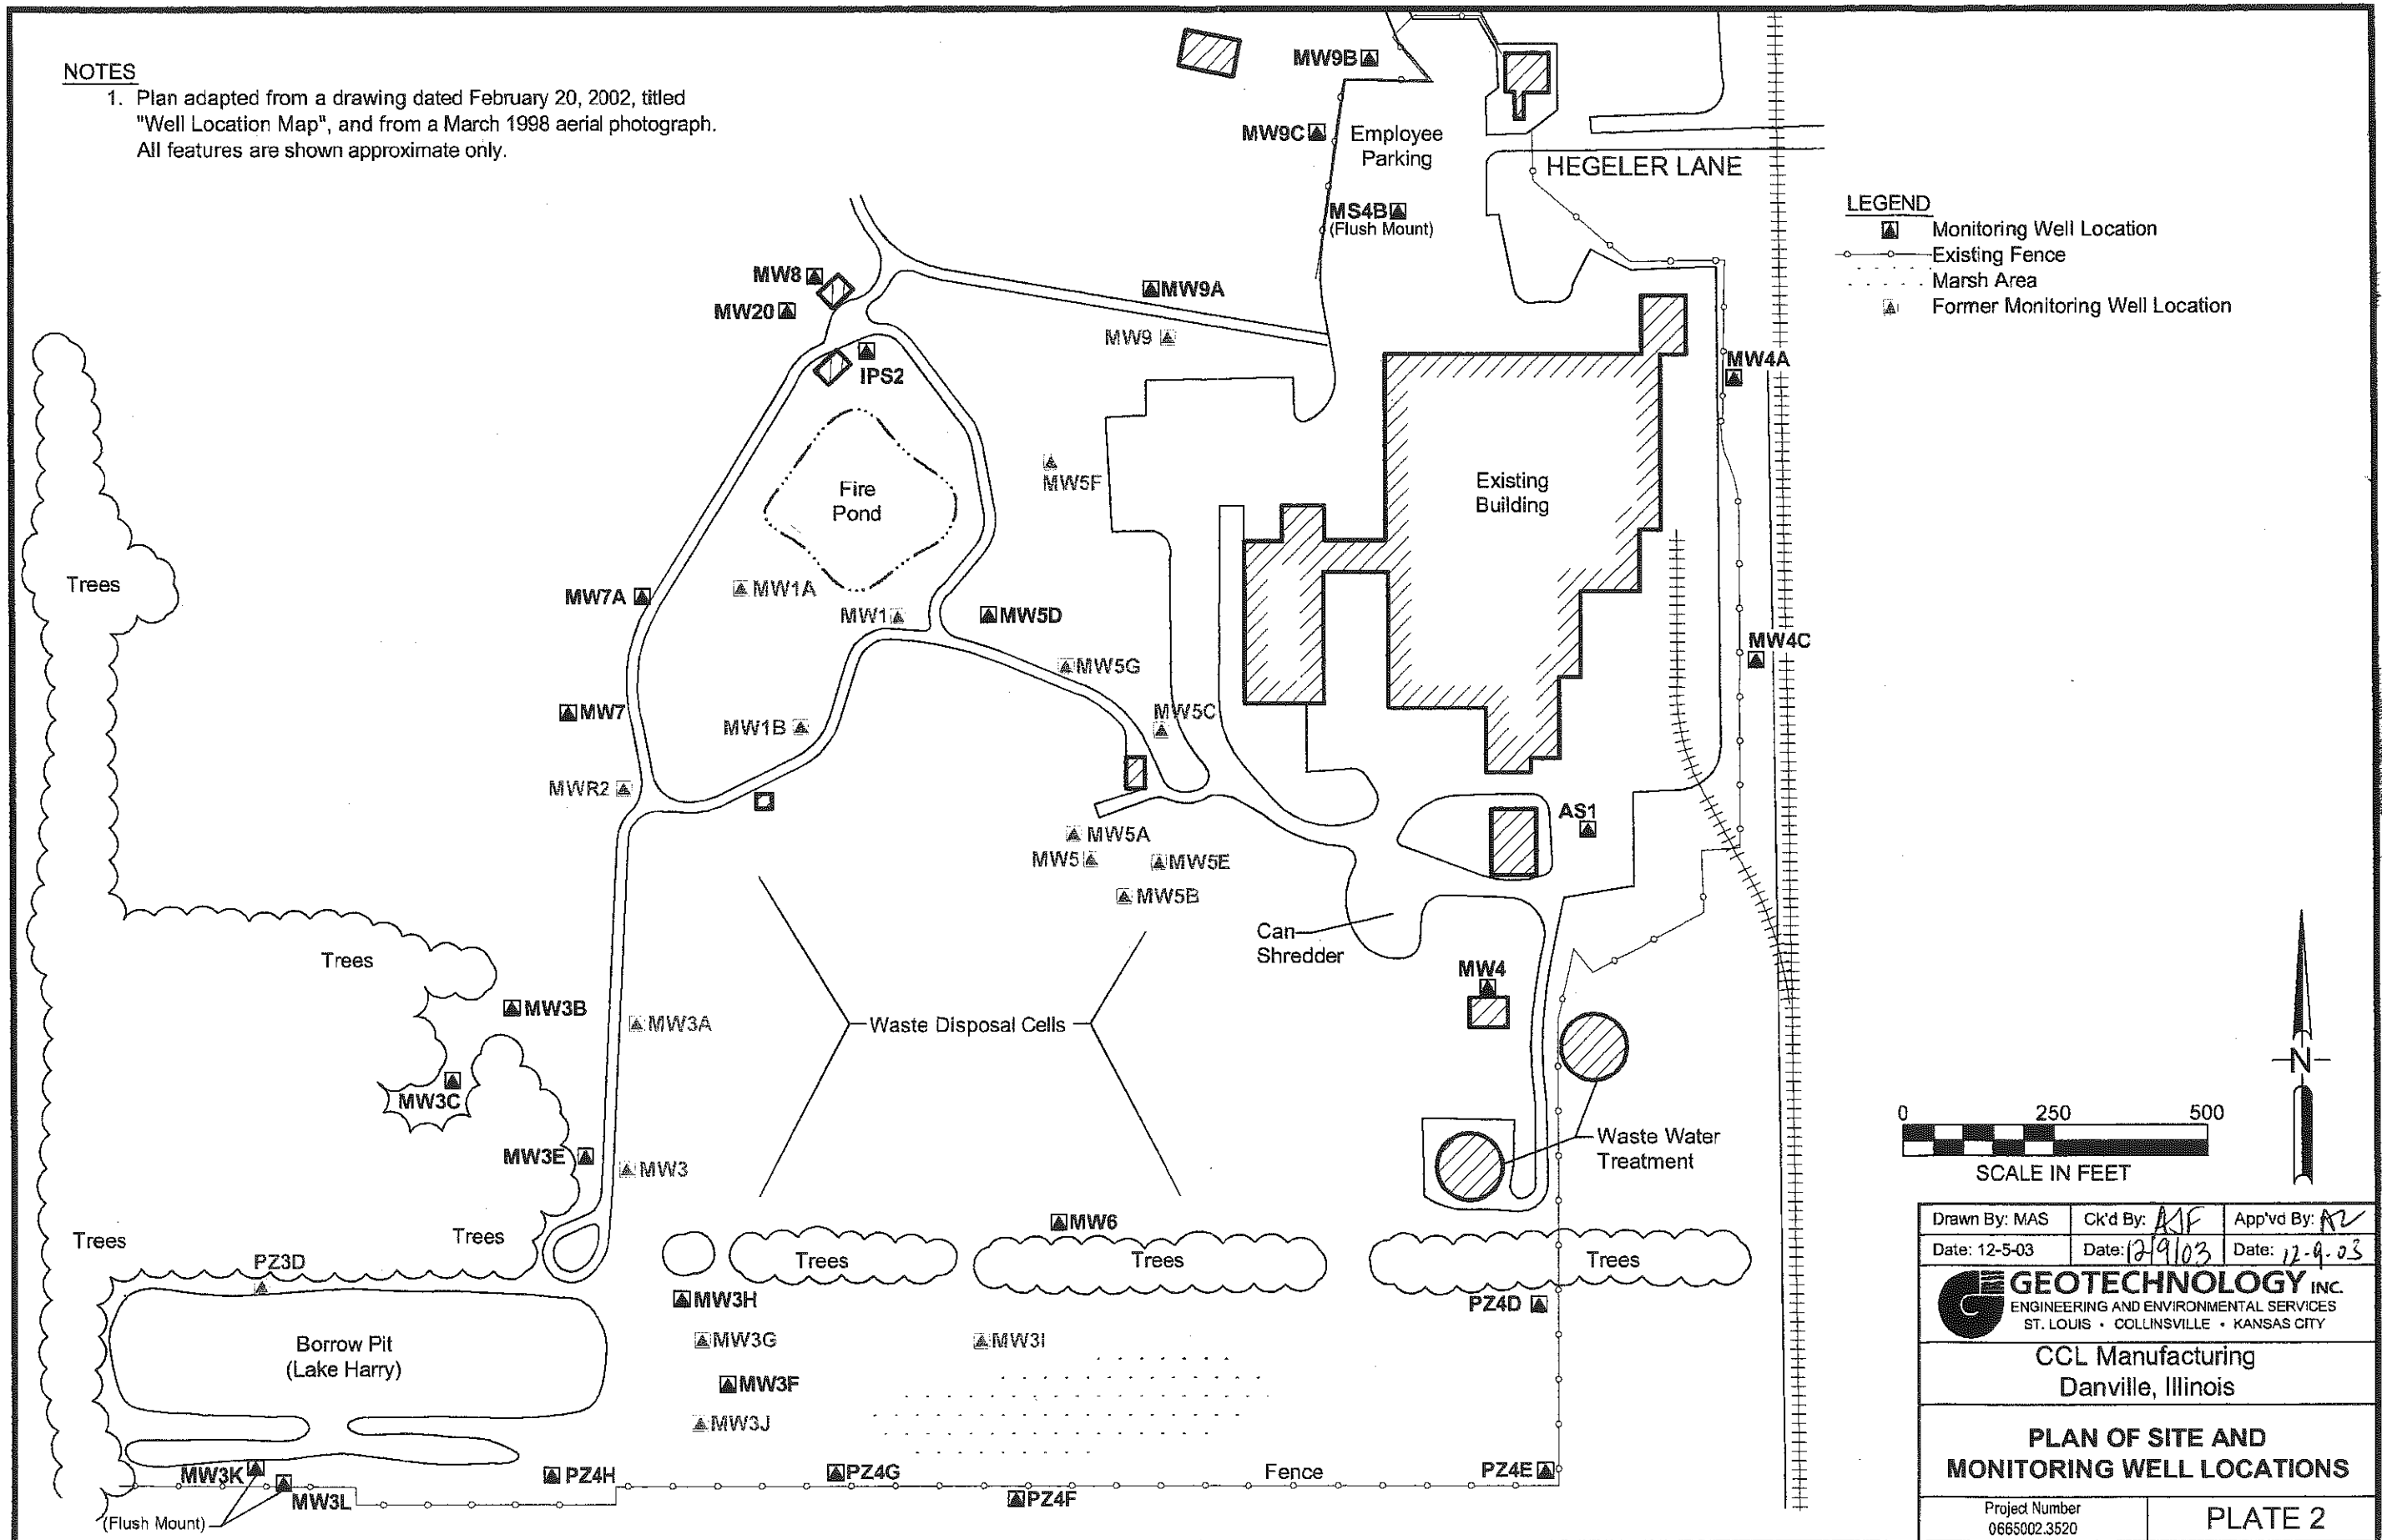 NOTES
1. Plan adapted from a drawing dated February 20, 2002, titled
"Well Location Map", and from a March 1998 aerial photograph.
All features are shown approximate only.
MW9B
MW9C
Employee
Parking
HEGELER LANE
MS4B
(Flush Mount)
LEGEND
Monitoring Well Location
Existing Fence
Marsh Area
Former Monitoring Well Location
MW8
MW20
MW9A
MW9
IPS2
MW4A
MW5F
Fire
Pond
Existing
Building
Trees
MW7A
MW1A
MW1
MW5D
MW4C
MW5G
MW7
MW1B
MW5C
MWR2
AS1
MW5A
MW5
MW5E
MW5B
Can
Shredder
Trees
MW4
MW3B
MW3A
Waste Disposal Cells
MW3C
N
0 250 500
SCALE IN FEET
MW3E
MW3
Waste Water
Treatment
Trees
Trees
MW6
Trees
Trees
Trees
PZ3D
MW3H
PZ4D
MW3G
MW3I
Borrow Pit
(Lake Harry)
MW3F
MW3J
MW3K
MW3L
(Flush Mount)
PZ4H
PZ4G
PZ4F
Fence
PZ4E
Drawn By: MAS Ck'd By: AJF App'vd By:
Date: 12-5-03 Date: 12/9/03 Date: 12-9-03
GEOTECHNOLOGY INC.
ENGINEERING AND ENVIRONMENTAL SERVICES
ST. LOUIS • COLLINSVILLE • KANSAS CITY
CCL Manufacturing
Danville, Illinois
PLAN OF SITE AND
MONITORING WELL LOCATIONS
Project Number
0665002.3520
PLATE 2